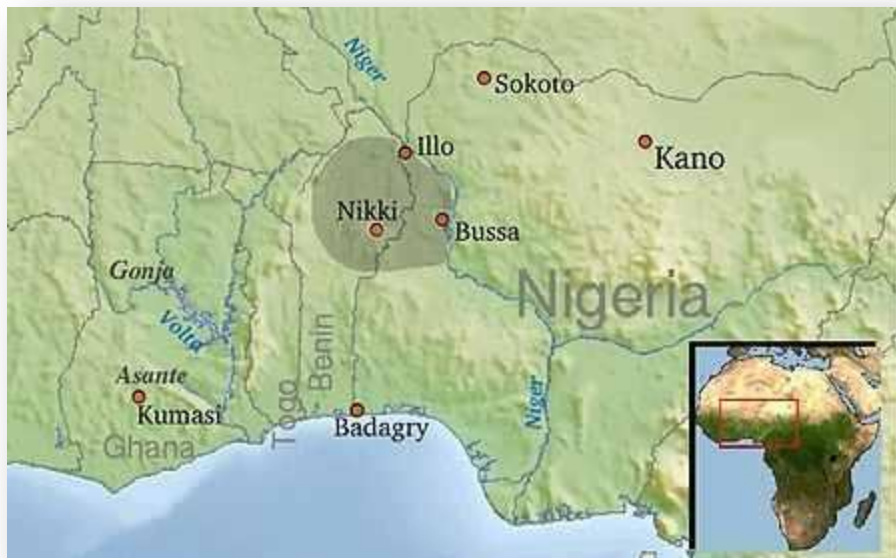 Niger
Sokoto
Illo
Kano
Nikki
Bussa
Gonja
Nigeria
Volta
Benin
Asante
Togo
Niger
Kumasi
Badagry
Ghana